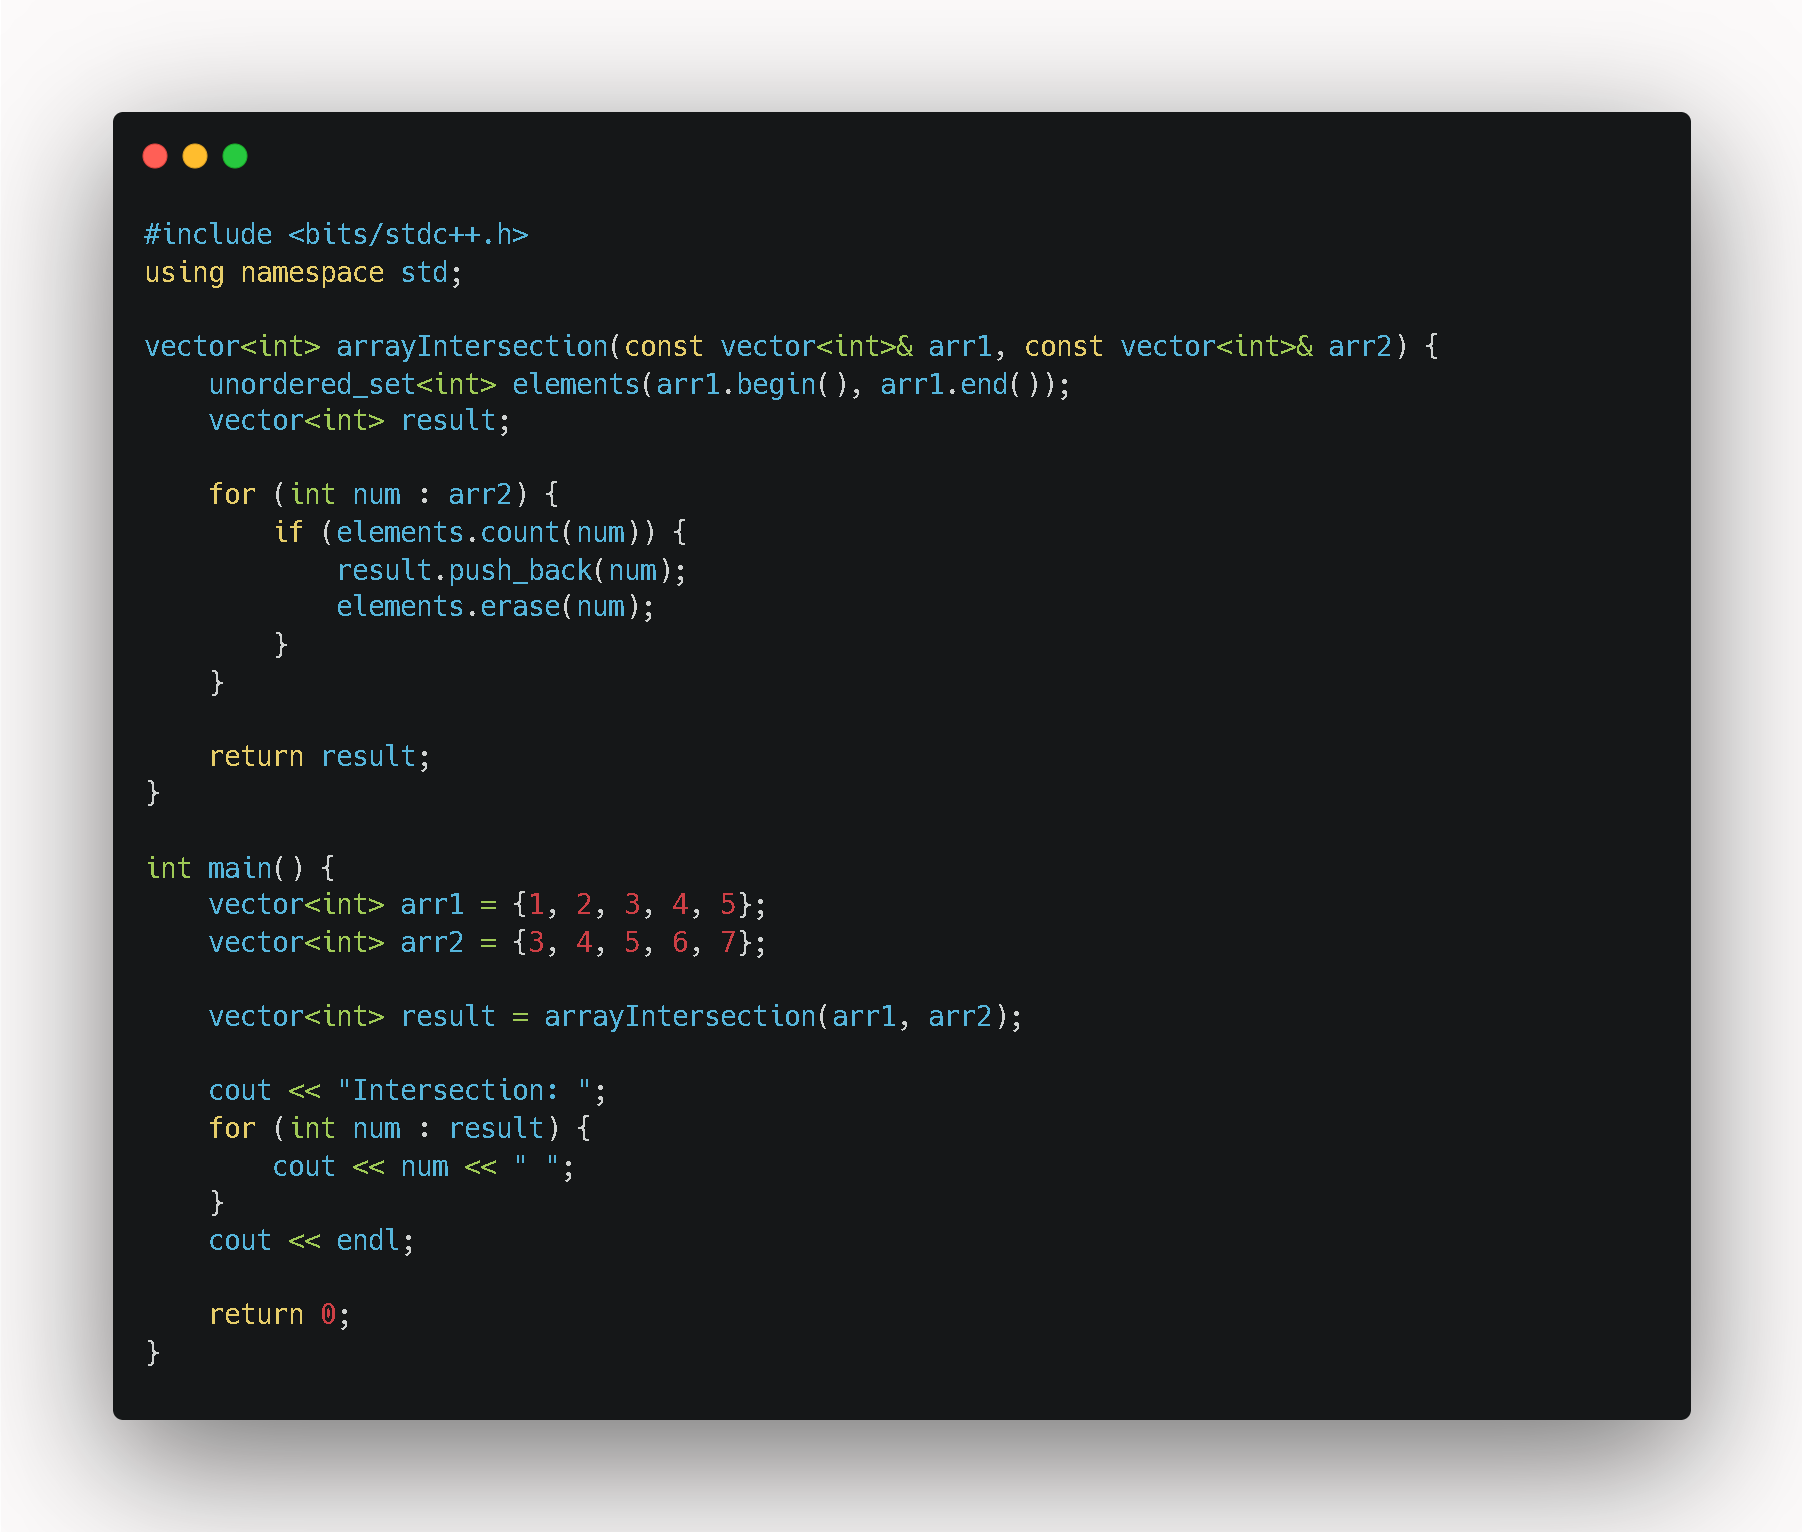 #include <bits/stdc++.h>
using namespace std;

vector<int> arrayIntersection(const vector<int>& arr1, const vector<int>& arr2) {
    unordered_set<int> elements(arr1.begin(), arr1.end());
    vector<int> result;

    for (int num : arr2) {
        if (elements.count(num)) {
            result.push_back(num);
            elements.erase(num);
        }
    }

    return result;
}

int main() {
    vector<int> arr1 = {1, 2, 3, 4, 5};
    vector<int> arr2 = {3, 4, 5, 6, 7};

    vector<int> result = arrayIntersection(arr1, arr2);

    cout << "Intersection: ";
    for (int num : result) {
        cout << num << " ";
    }
    cout << endl;

    return 0;
}